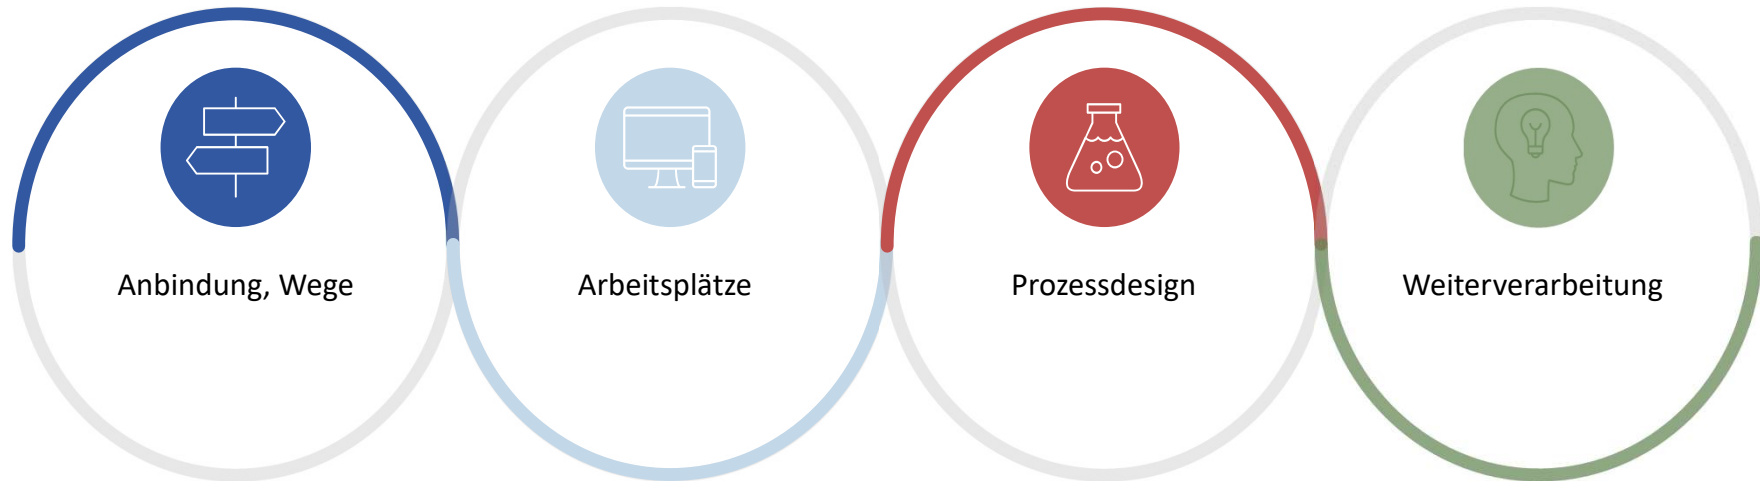 Anbindung, Wege
Arbeitsplätze
Prozessdesign
Weiterverarbeitung